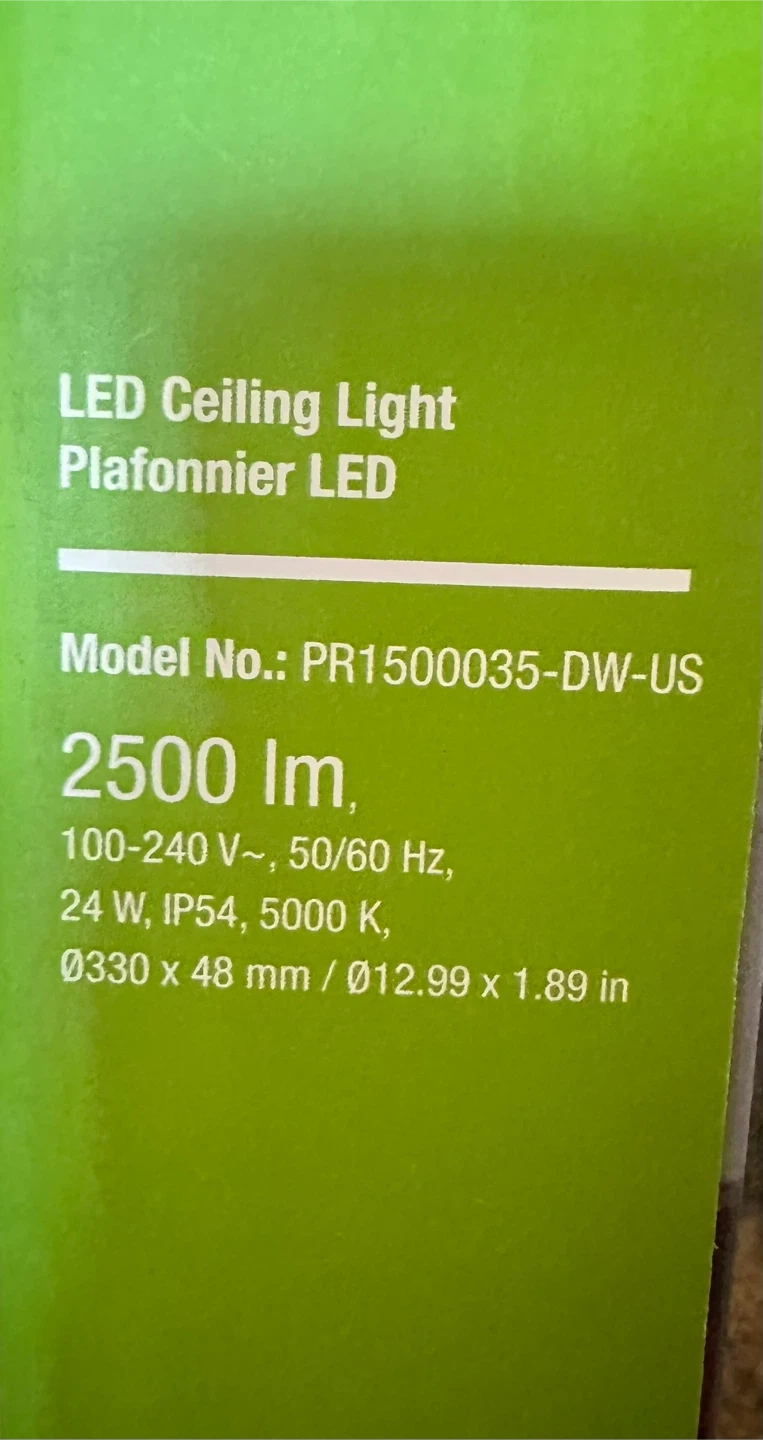 LED Ceiling Light
Plafonnier LED
Model No.: PR1500035-DW-US
2500 lm,
100-240 V~, 50/60 Hz,
24 W, IP54, 5000 K,
Ø330 x 48 mm / Ø12.99 x 1.89 in